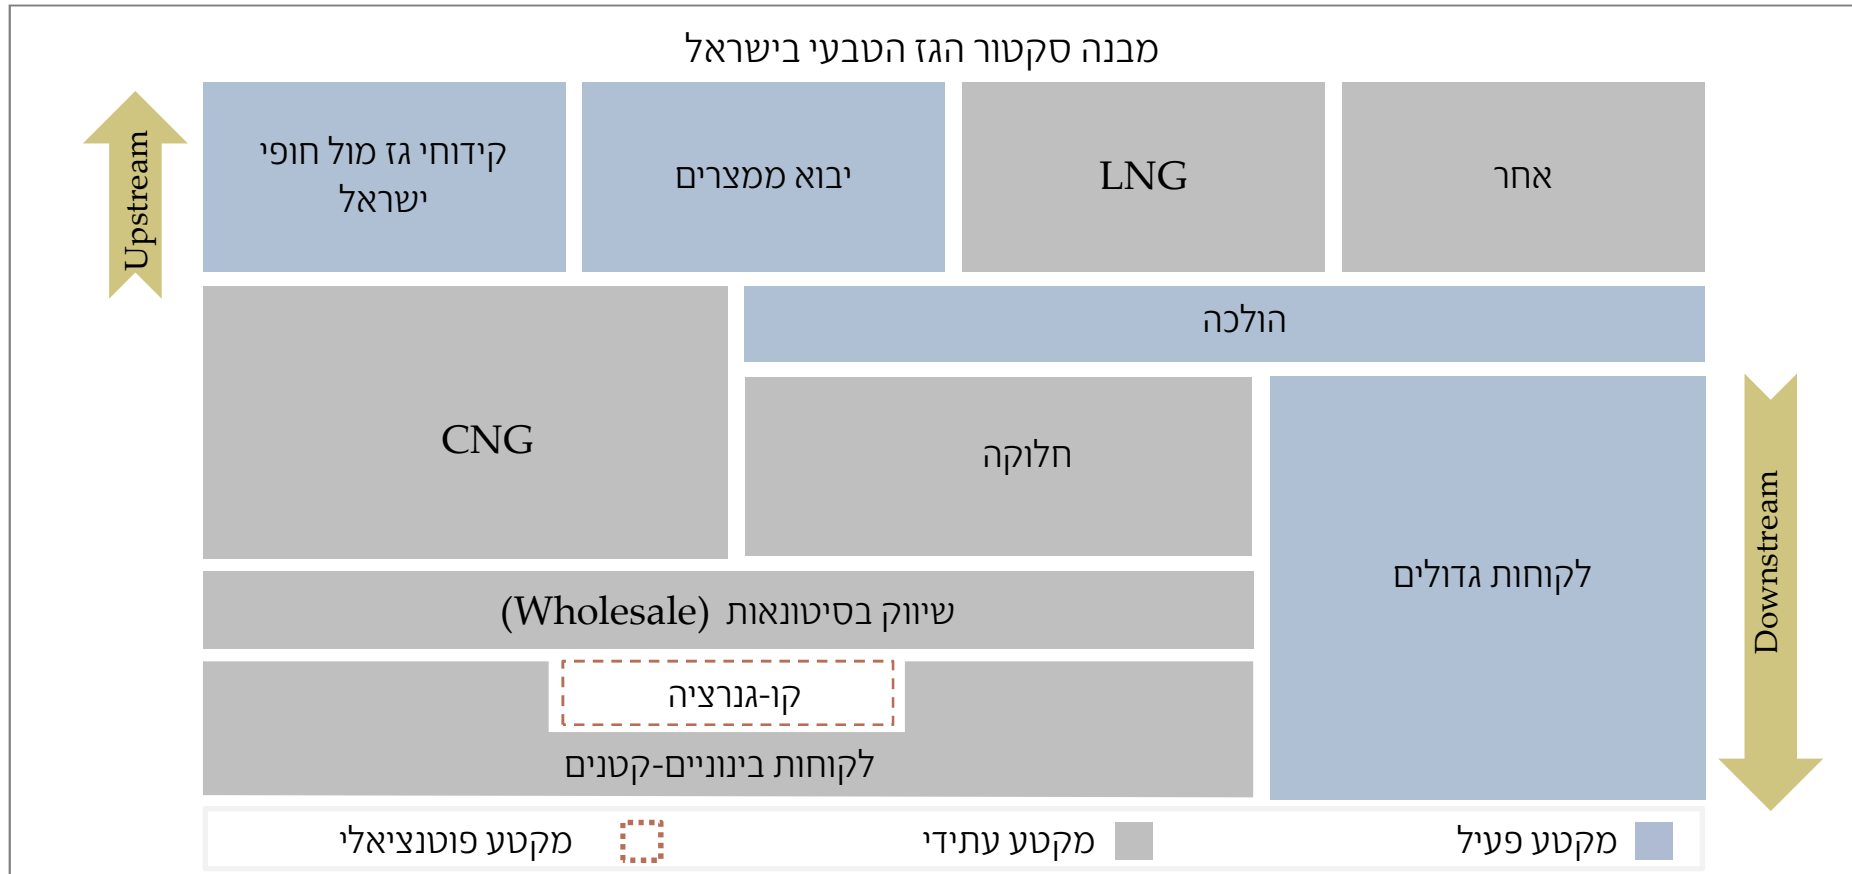 מבנה סקטור הגז הטבעי בישראל
Upstream
קידוחי גז מול חופי
ישראל
יבוא ממצרים
LNG
אחר
הולכה
CNG
חלוקה
לקוחות גדולים
Downstream
שיווק בסיטונאות (Wholesale)
קו-גנרציה
לקוחות בינוניים-קטנים
מקטע פעיל
מקטע עתידי
מקטע פוטנציאלי